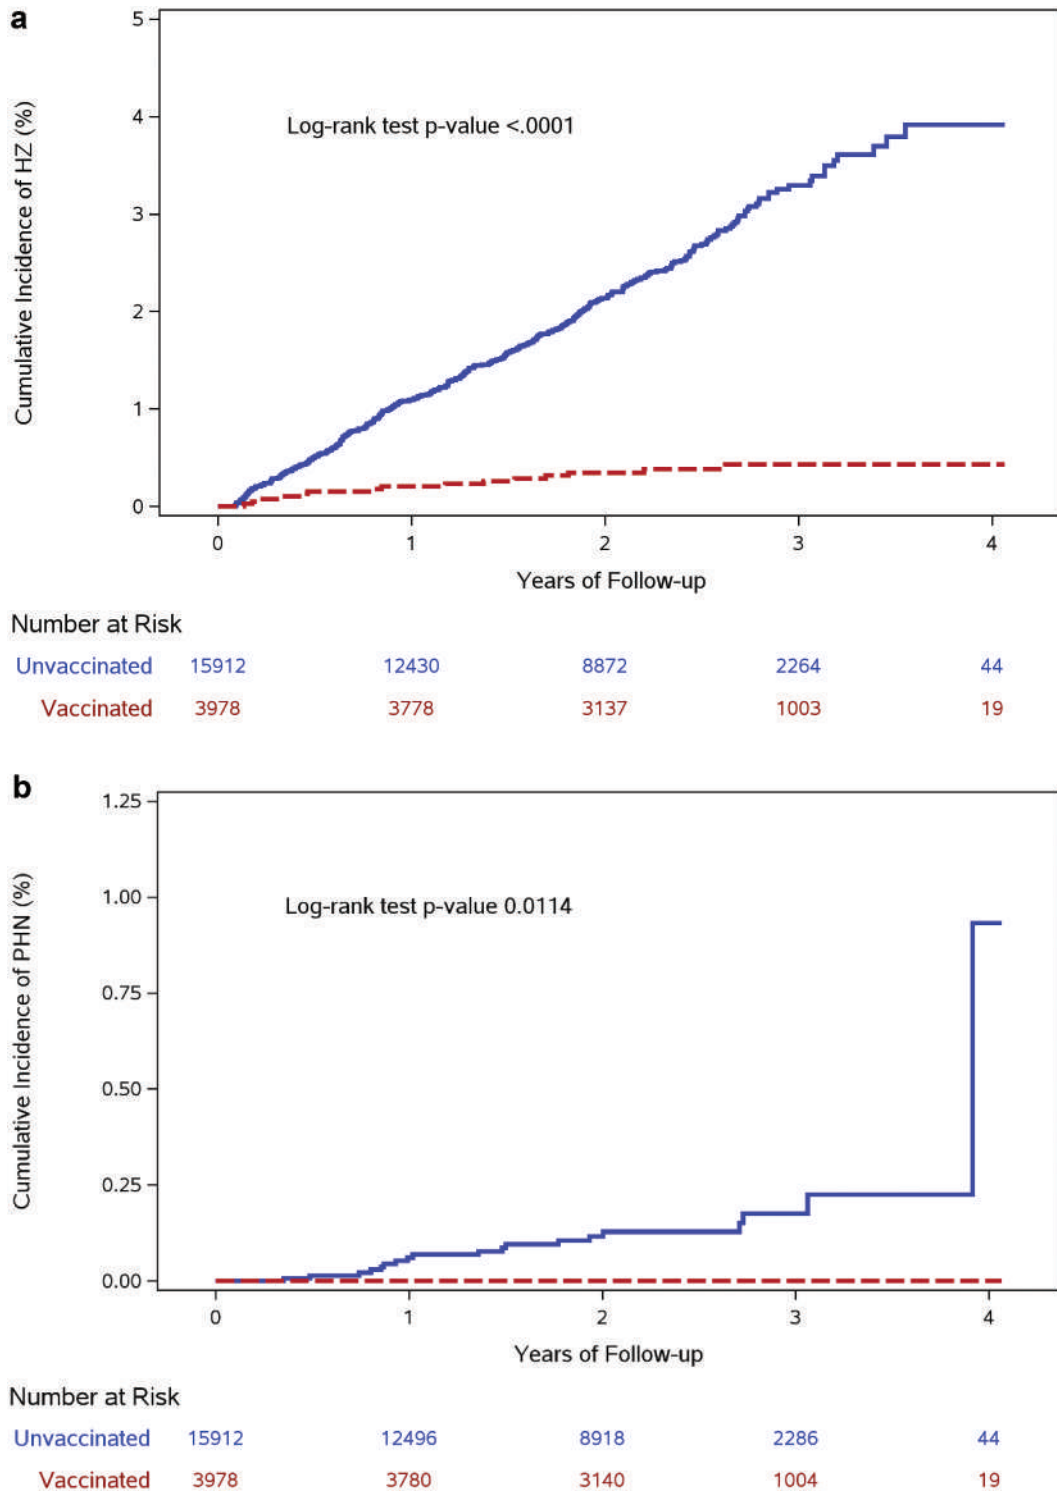 a
Cumulative Incidence of HZ (%)
5
4
3
2
1
0
Log-rank test p-value <.0001
0 1 2 3 4
Years of Follow-up
Number at Risk
Unvaccinated 15912 12430 8872 2264 44
Vaccinated 3978 3778 3137 1003 19
b
Cumulative Incidence of PHN (%)
1.25
1.00
0.75
0.50
0.25
0.00
Log-rank test p-value 0.0114
0 1 2 3 4
Years of Follow-up
Number at Risk
Unvaccinated 15912 12496 8918 2286 44
Vaccinated 3978 3780 3140 1004 19